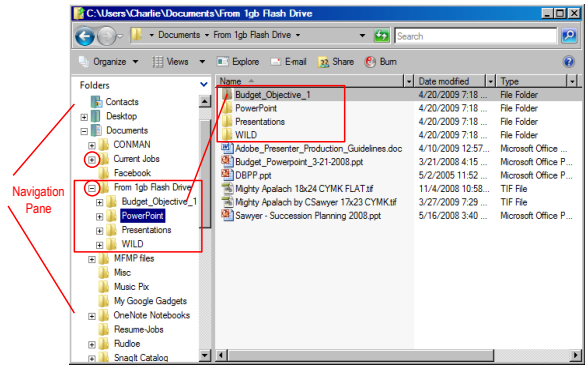 C:\Users\Charlie\Documents\From 1gb Flash Drive
Documents From 1gb Flash Drive Search
Organize Views Explore E-mail Share Burn
Folders
Name Date modified Type
Contacts
Desktop
Documents
CONMAN
Current Jobs
Facebook
From 1gb Flash Drive
Budget_Objective_1
PowerPoint
Presentations
WILD
MFMP files
Misc
Music Pix
My Google Gadgets
OneNote Notebooks
Resume-Jobs
Rudloe
SnagIt Catalog
Budget_Objective_1 4/20/2009 7:18 ... File Folder
PowerPoint 4/20/2009 7:18 ... File Folder
Presentations 4/20/2009 7:18 ... File Folder
WILD 4/20/2009 7:18 ... File Folder
Adobe_Presenter_Production_Guidelines.doc 4/10/2009 12:57... Microsoft Office ...
Budget_Powerpoint_3-21-2008.ppt 3/21/2008 4:15 ... Microsoft Office P...
DBPP.ppt 5/2/2005 11:52 ... Microsoft Office P...
Mighty Apalach 18x24 CYMK FLAT.tif 11/4/2008 10:58... TIF File
Mighty Apalach by CSawyer 17x23 CYMK.tif 3/27/2009 7:29 ... TIF File
Sawyer - Succession Planning 2008.ppt 5/16/2008 3:40 ... Microsoft Office P...
Navigation
Pane